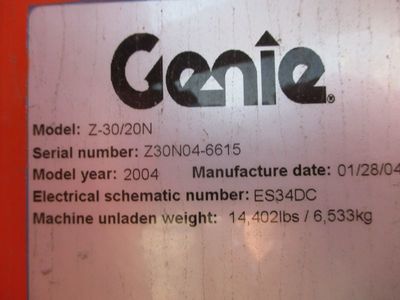 Genie®
Model: Z-30/20N
Serial number: Z30N04-6615
Model year: 2004 Manufacture date: 01/28/04
Electrical schematic number: ES34DC
Machine unladen weight: 14,402lbs / 6,533kg